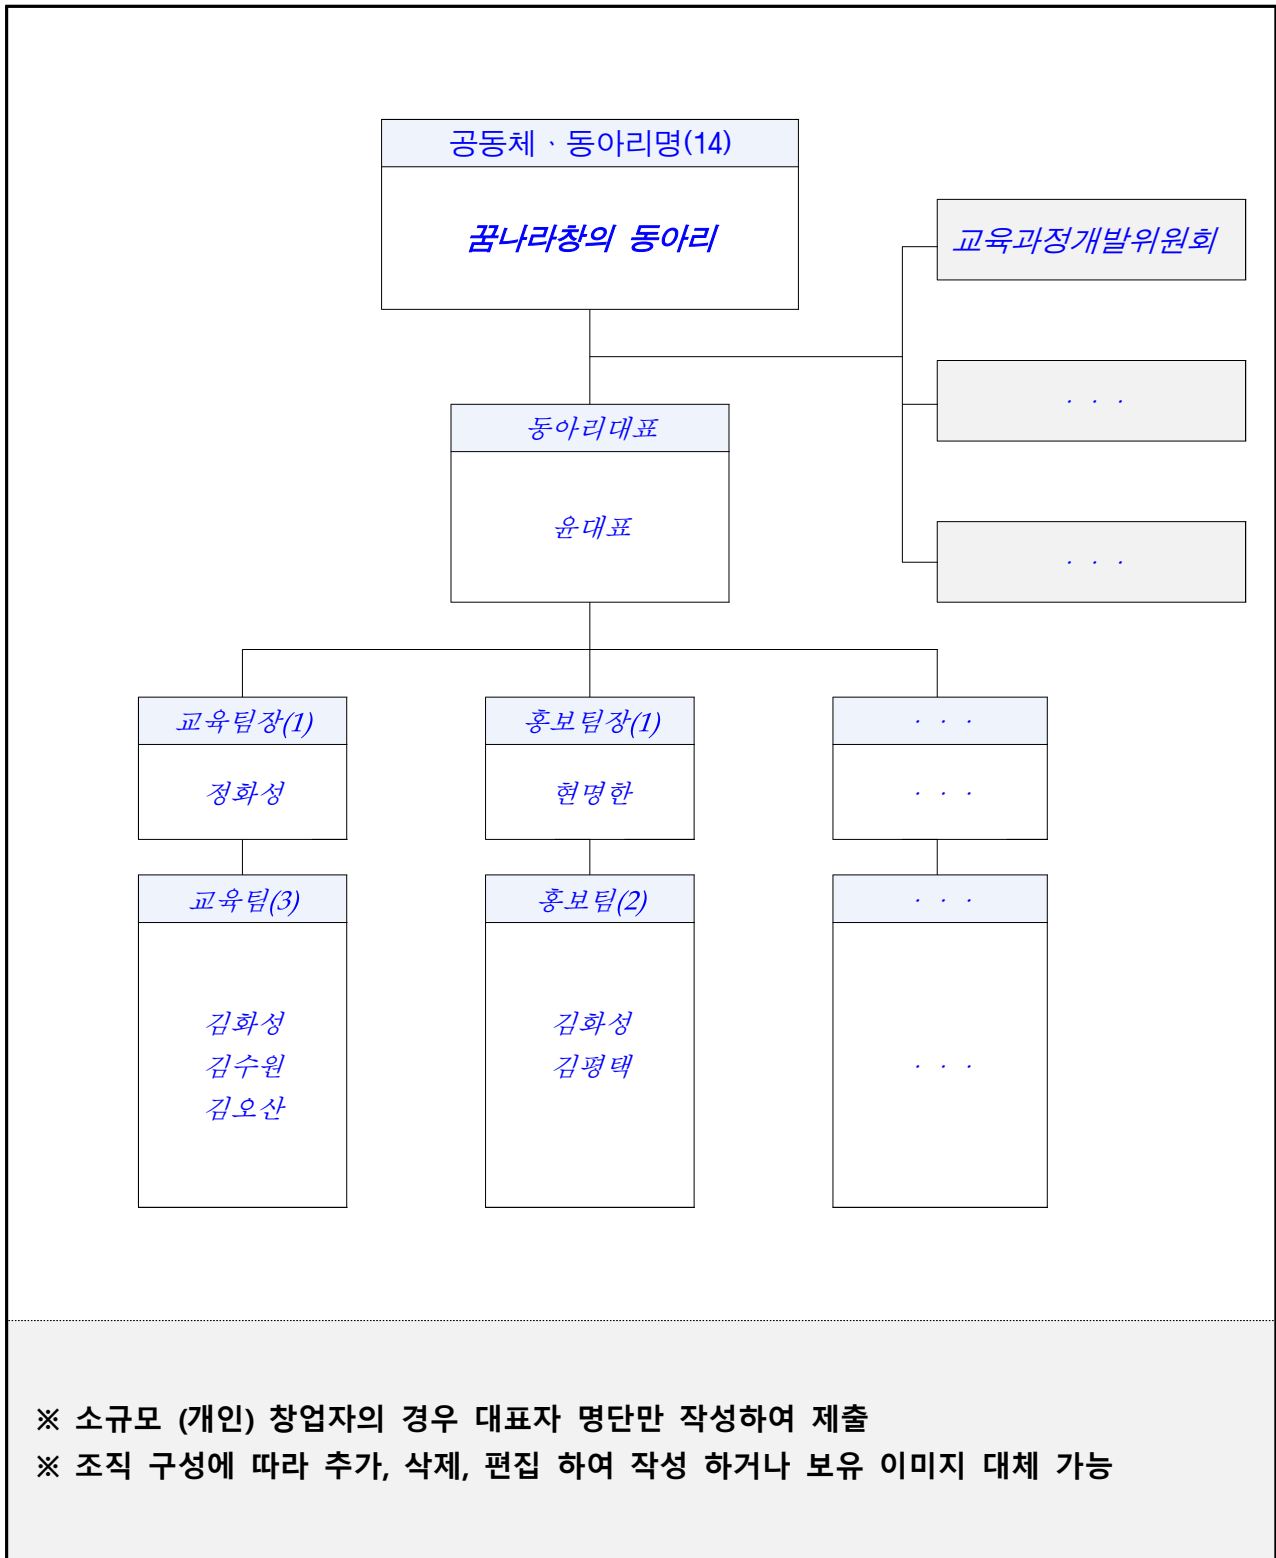 공동체ㆍ동아리명(14)
꿈나라창의 동아리
교육과정개발위원회
· · ·
동아리대표
윤대표
· · ·
교육팀장(1)
정화성
홍보팀장(1)
현명한
· · ·
· · ·
교육팀(3)
김화성
김수원
김오산
홍보팀(2)
김화성
김평택
· · ·
· · ·
※ 소규모 (개인) 창업자의 경우 대표자 명단만 작성하여 제출
※ 조직 구성에 따라 추가, 삭제, 편집 하여 작성 하거나 보유 이미지 대체 가능